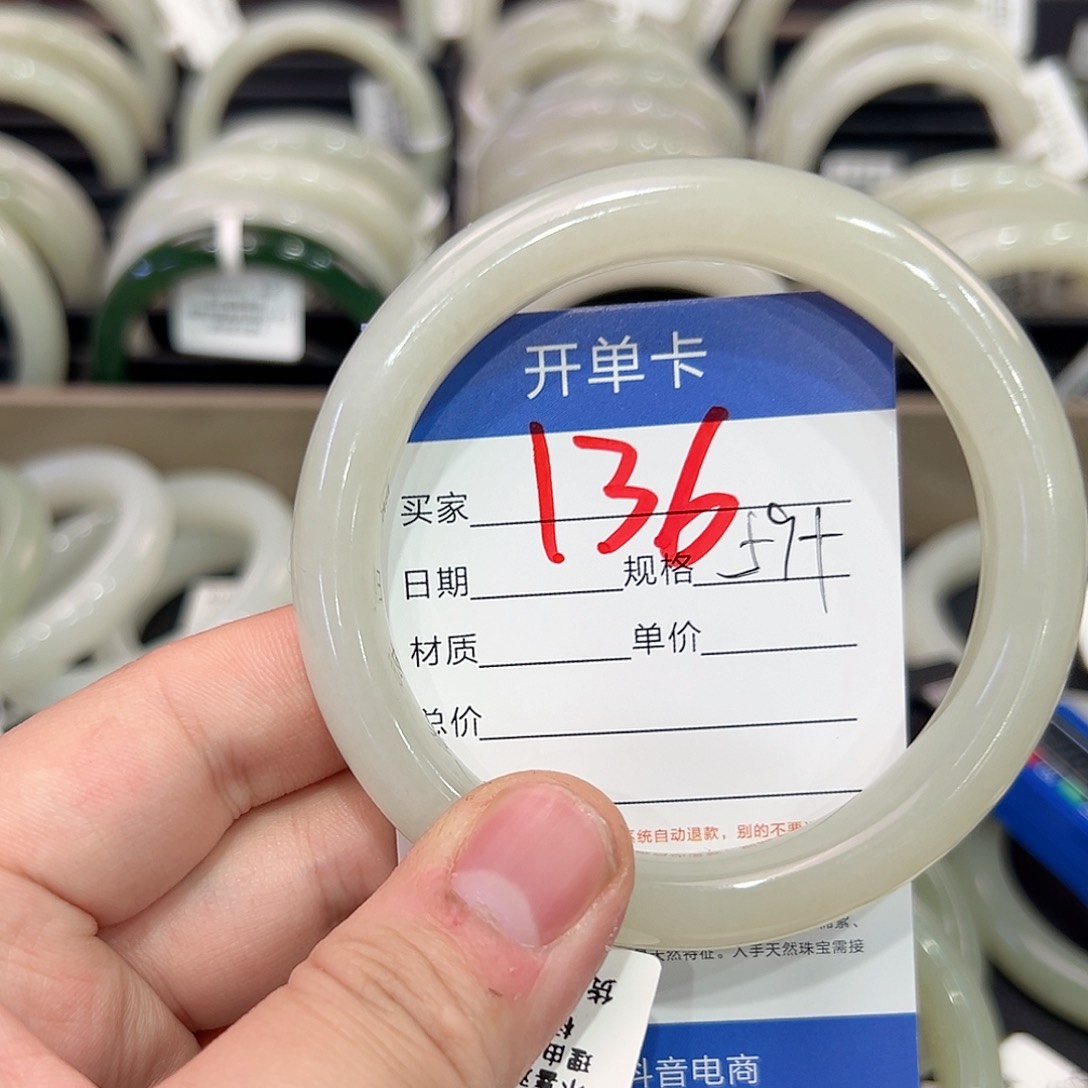 开单卡
136
买家
日期 规格 59+
材质 单价
总价
系统自动退款，别的不要
天然特征。入手天然珠宝需接
抖音电商
理由